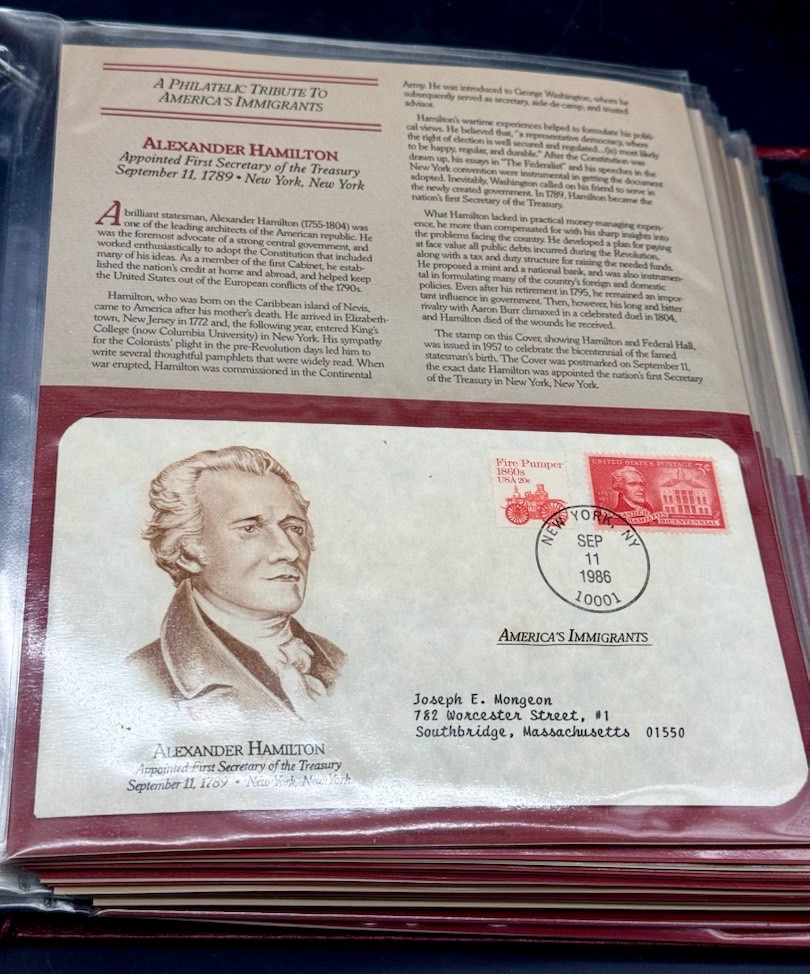 A PHILATELIC TRIBUTE TO
AMERICA'S IMMIGRANTS
ALEXANDER HAMILTON
Appointed First Secretary of the Treasury
September 11, 1789 • New York, New York
A brilliant statesman, Alexander Hamilton (1755-1804) was
one of the leading architects of the American republic. He
was the foremost advocate of a strong central government, and
worked enthusiastically to adopt the Constitution that included
many of his ideas. As a member of the first Cabinet, he estab-
lished the nation's credit at home and abroad, and helped keep
the United States out of the European conflicts of the 1790s.
Hamilton, who was born on the Caribbean island of Nevis,
came to America after his mother's death. He arrived in Elizabeth-
town, New Jersey in 1772 and, the following year, entered King's
College (now Columbia University) in New York. His sympathy
for the Colonists' plight in the pre-Revolution days led him to
write several thoughtful pamphlets that were widely read. When
war erupted, Hamilton was commissioned in the Continental
Army. He was introduced to George Washington, whom he
subsequently served as secretary, aide-de-camp, and trusted
advisor.
Hamilton's wartime experiences helped to formulate his politi-
cal views. He believed that, "a representative democracy, where
the right of election is well secured and regulated...(is) most likely
to be happy, regular, and durable." After the Constitution was
drawn up, his essays in "The Federalist" and his speeches in the
New York convention were instrumental in getting the document
adopted. Inevitably, Washington called on his friend to serve in
the newly created government. In 1789, Hamilton became the
nation's first Secretary of the Treasury.
What Hamilton lacked in practical money-managing experi-
ence, he more than compensated for with his sharp insights into
the problems facing the country. He developed a plan for paying
at face value all public debts incurred during the Revolution,
along with a tax and duty structure for raising the needed funds.
He proposed a mint and a national bank, and was also instrumen-
tal in formulating many of the country's foreign and domestic
policies. Even after his retirement in 1795, he remained an impor-
tant influence in government. Then, however, his long and bitter
rivalry with Aaron Burr climaxed in a celebrated duel in 1804,
and Hamilton died of the wounds he received.
The stamp on this Cover, showing Hamilton and Federal Hall,
was issued in 1957 to celebrate the bicentennial of the famed
statesman's birth. The Cover was postmarked on September 11,
the exact date Hamilton was appointed the nation's first Secretary
of the Treasury in New York, New York.
Fire Pumper
1860s
USA 20c
UNITED STATES POSTAGE 3¢
ALEXANDER
HAMILTON
BICENTENNIAL
NEW YORK, NY
SEP
11
1986
10001
AMERICA'S IMMIGRANTS
Joseph E. Mongeon
782 Worcester Street, #1
Southbridge, Massachusetts 01550
ALEXANDER HAMILTON
Appointed First Secretary of the Treasury
September 11, 1789 • New York, New York